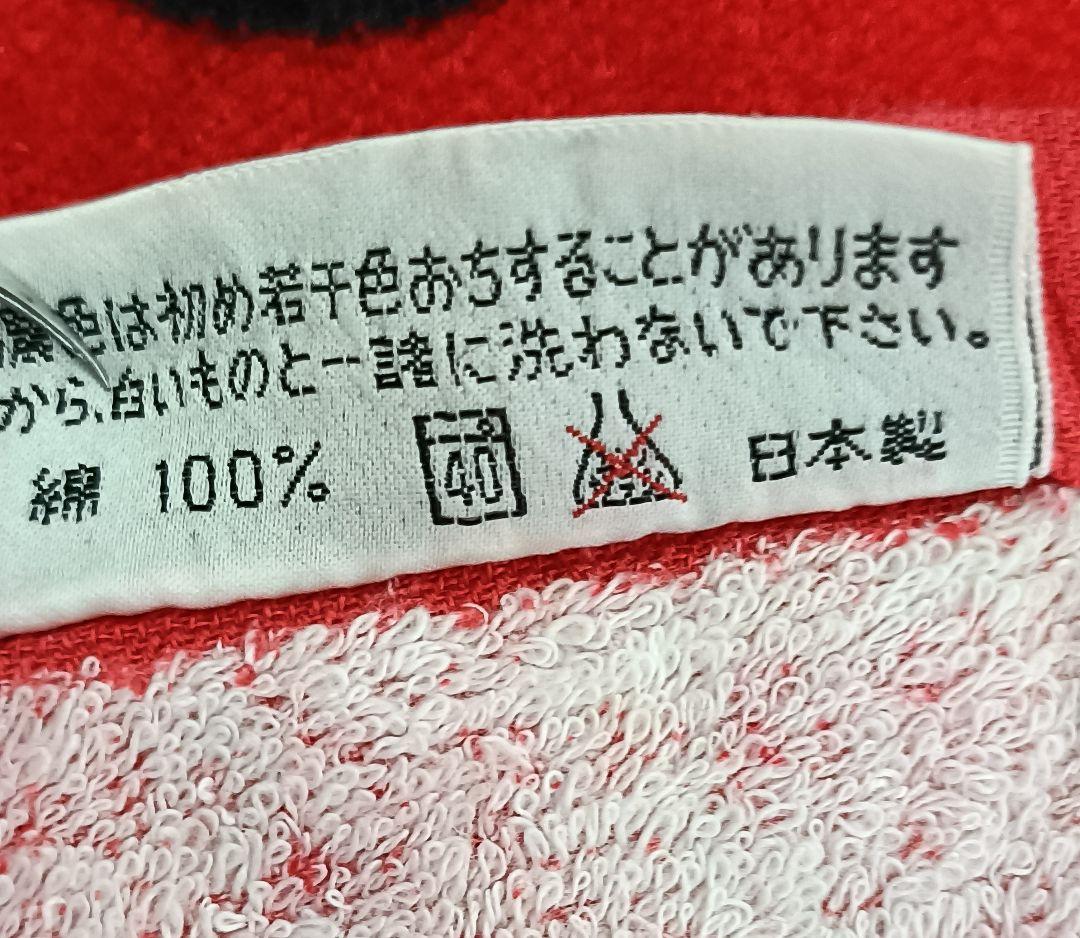 濃色は初め若干色おちすることがあります
から、白いものと一諸に洗わないで下さい。
綿 100% 40 日本製